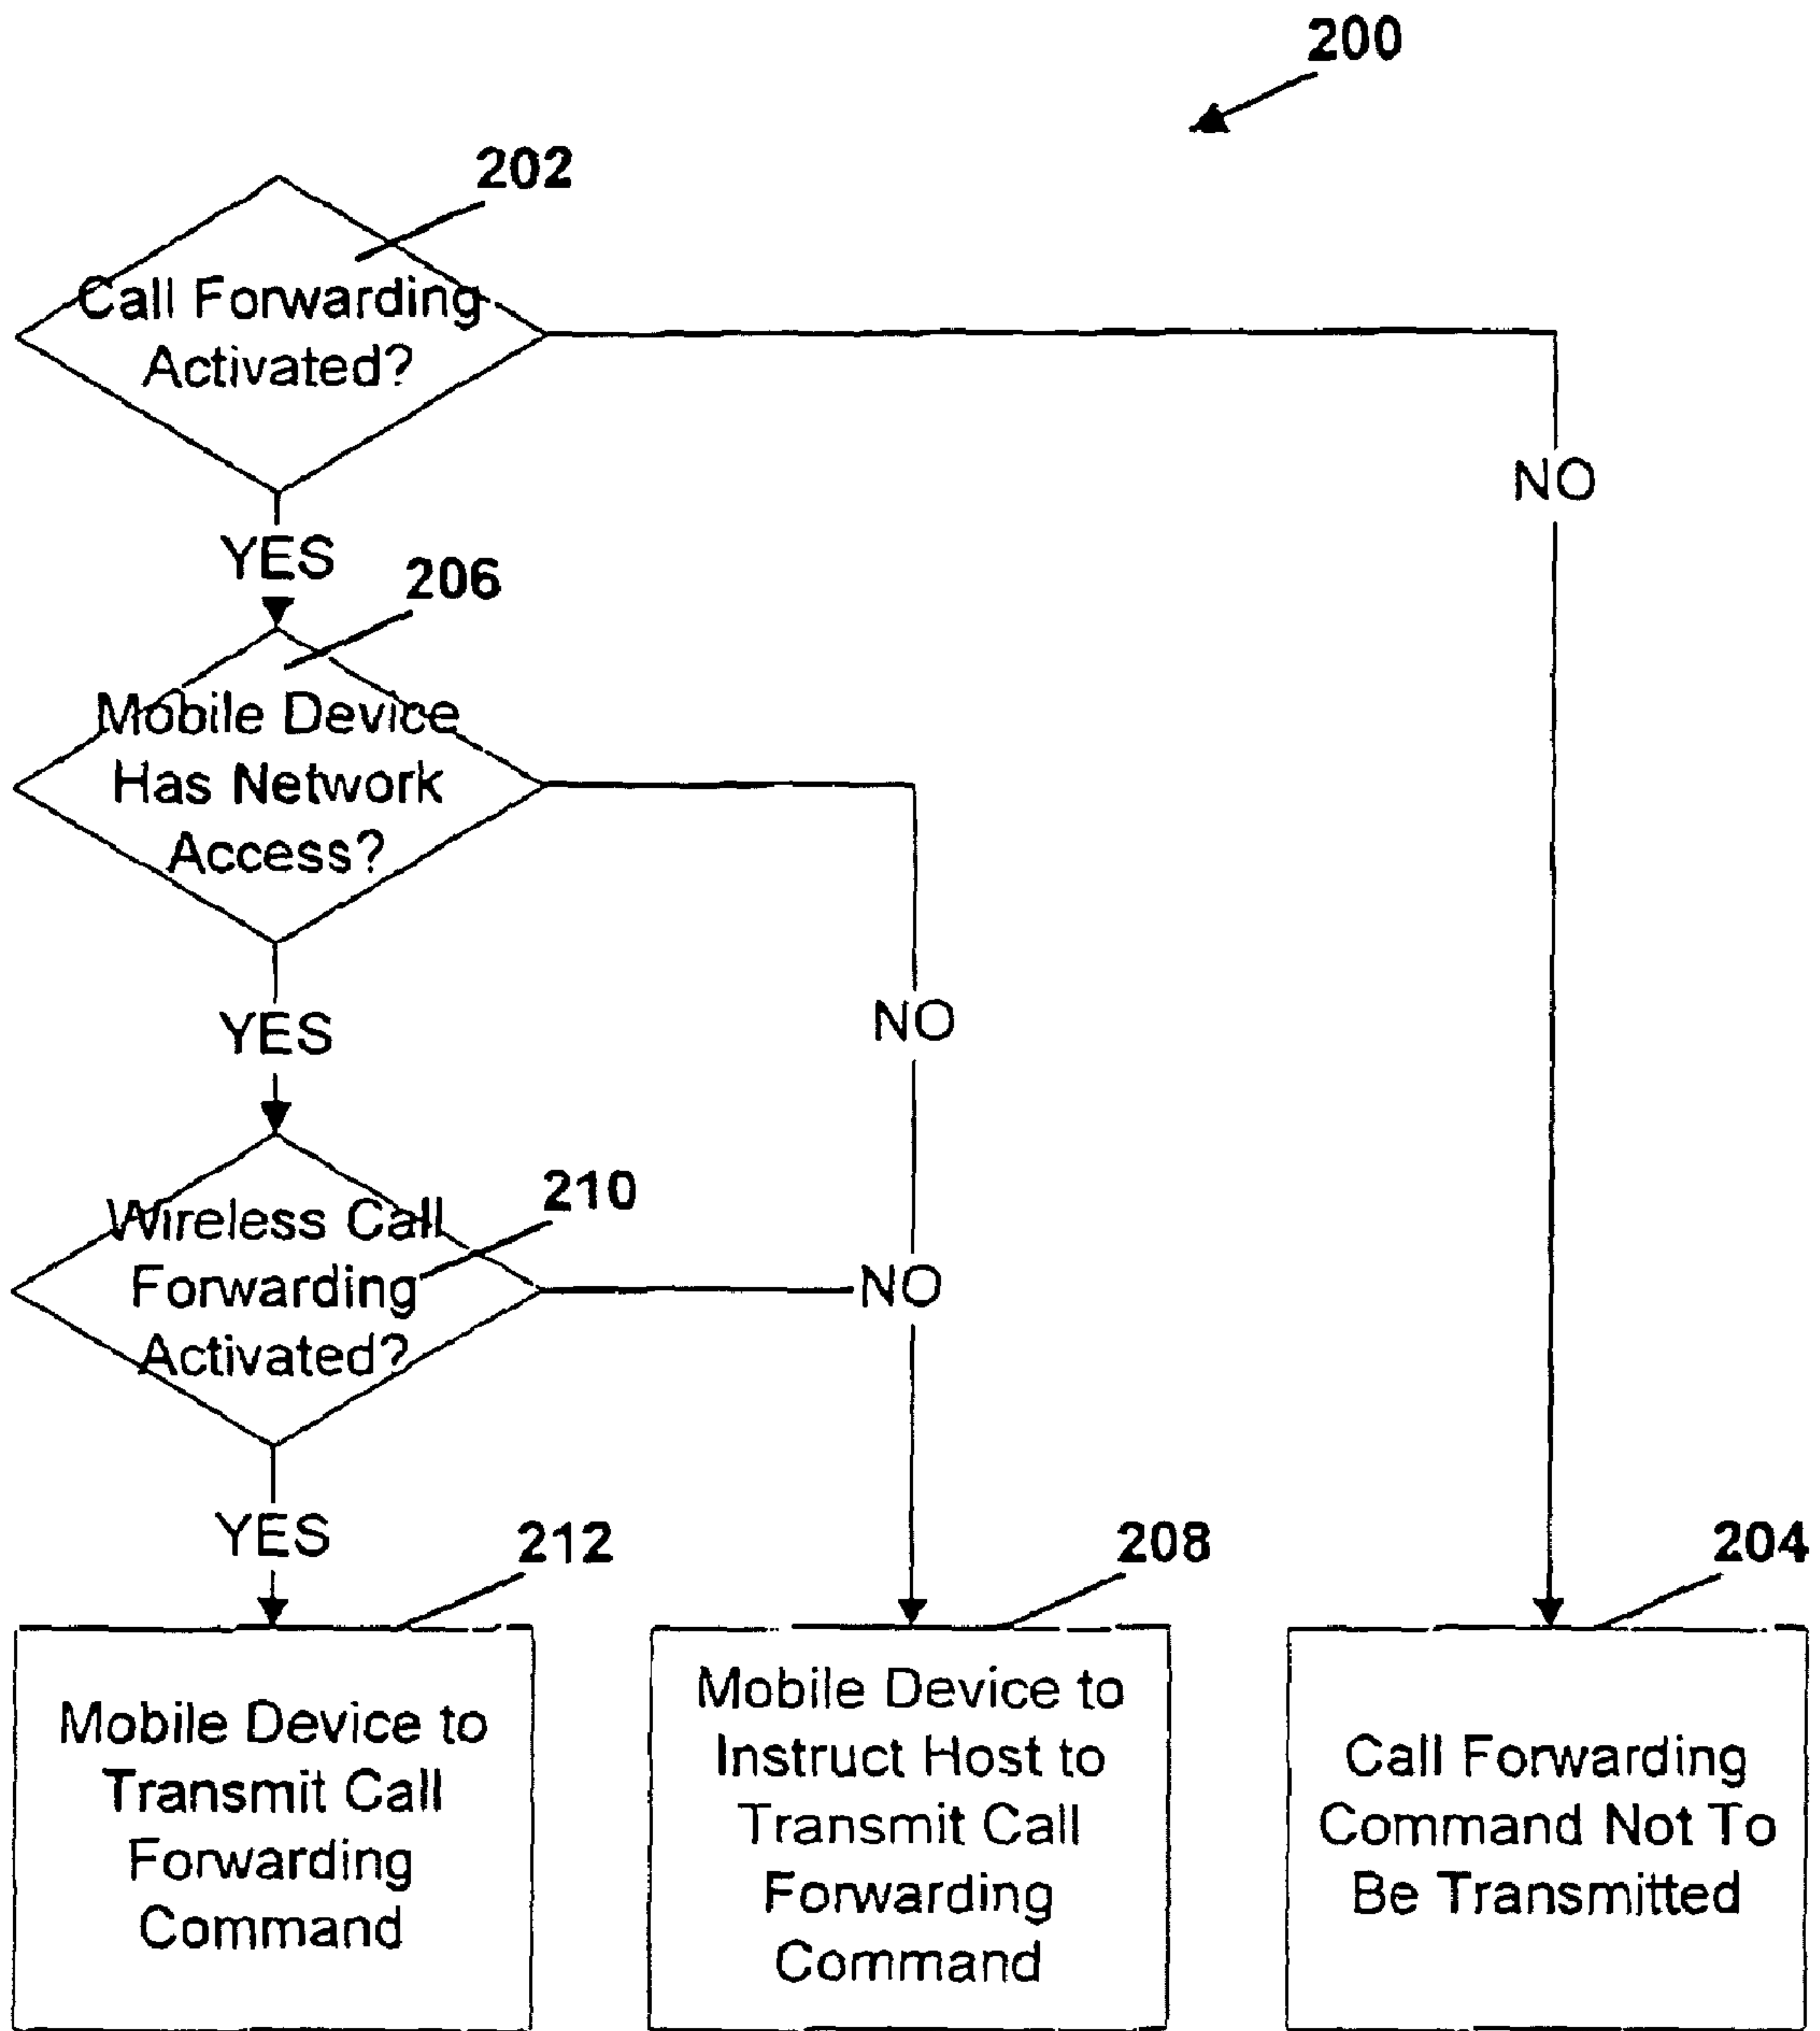 200
202
Call Forwarding
Activated?
NO
YES
206
Mobile Device
Has Network
Access?
NO
YES
210
Wireless Call
Forwarding
Activated?
NO
YES
212
208
204
Mobile Device to
Transmit Call
Forwarding
Command
Mobile Device to
Instruct Host to
Transmit Call
Forwarding
Command
Call Forwarding
Command Not To
Be Transmitted